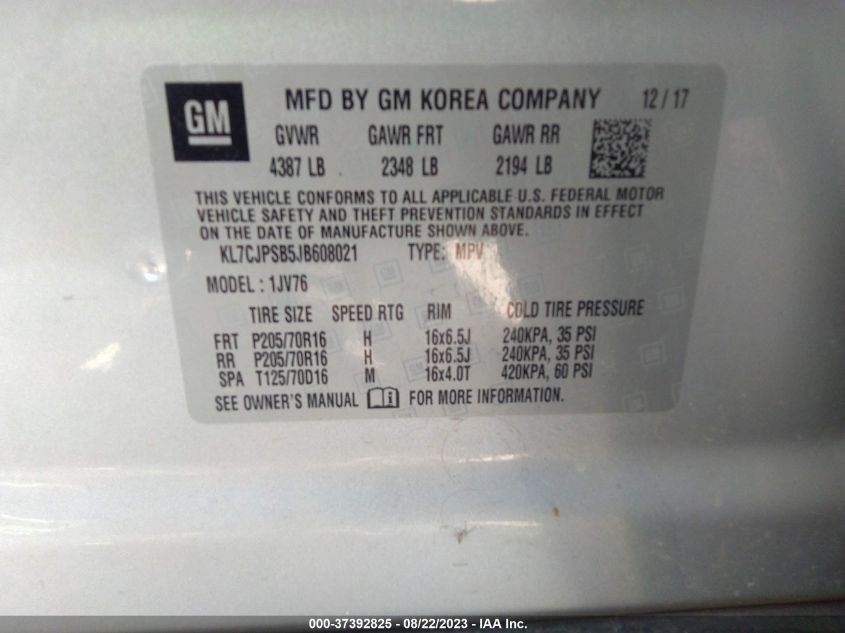 GM
MFD BY GM KOREA COMPANY 12/17
GVWR GAWR FRT GAWR RR
4387 LB 2348 LB 2194 LB
THIS VEHICLE CONFORMS TO ALL APPLICABLE U.S. FEDERAL MOTOR
VEHICLE SAFETY AND THEFT PREVENTION STANDARDS IN EFFECT
ON THE DATE OF MANUFACTURE SHOWN ABOVE.
KL7CJPSB5JB608021 TYPE: MPV
MODEL : 1JV76
TIRE SIZE SPEED RTG RIM COLD TIRE PRESSURE
FRT P205/70R16 H 16x6.5J 240KPA, 35 PSI
RR P205/70R16 H 16x6.5J 240KPA, 35 PSI
SPA T125/70D16 M 16x4.0T 420KPA, 60 PSI
SEE OWNER'S MANUAL FOR MORE INFORMATION.
000-37392825 - 08/22/2023 - IAA Inc.